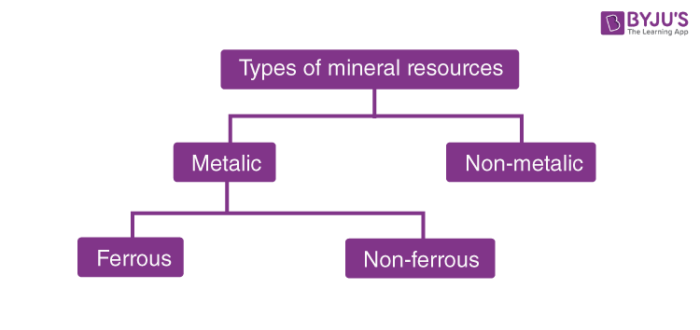 BYJU'S
The Learning App
Types of mineral resources
Metalic
Non-metalic
Ferrous
Non-ferrous